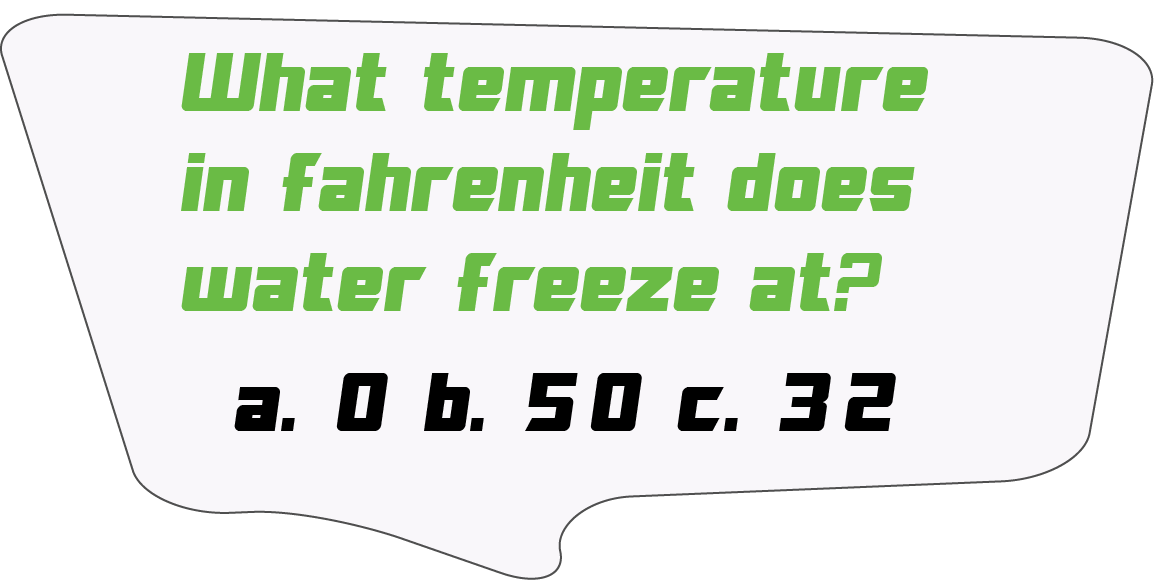 What temperature
in fahrenheit does
water freeze at?
a. 0 b. 50 c. 32